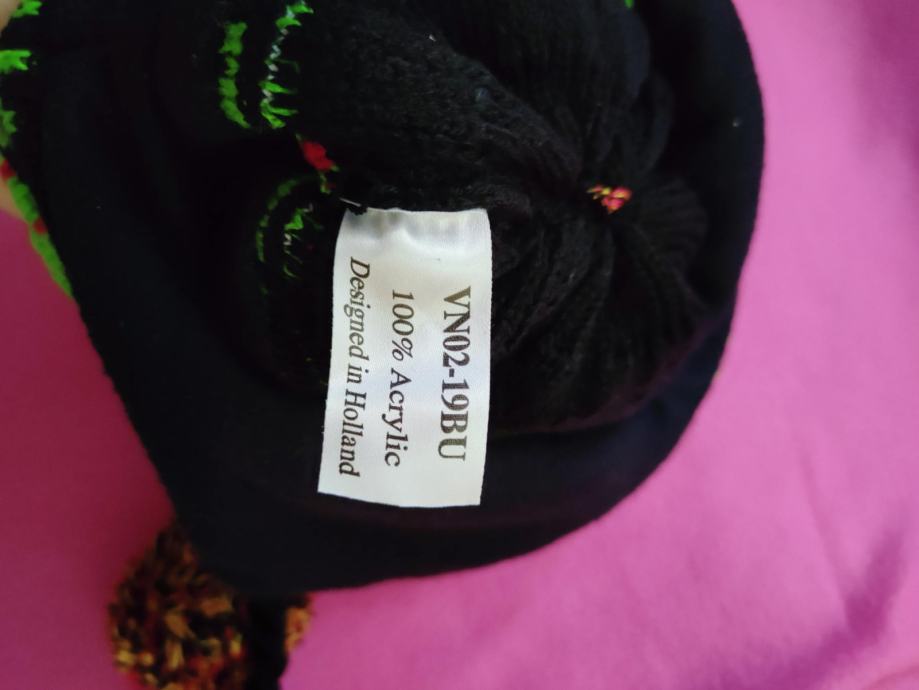 VN02-19BU
100% Acrylic
Designed in Holland